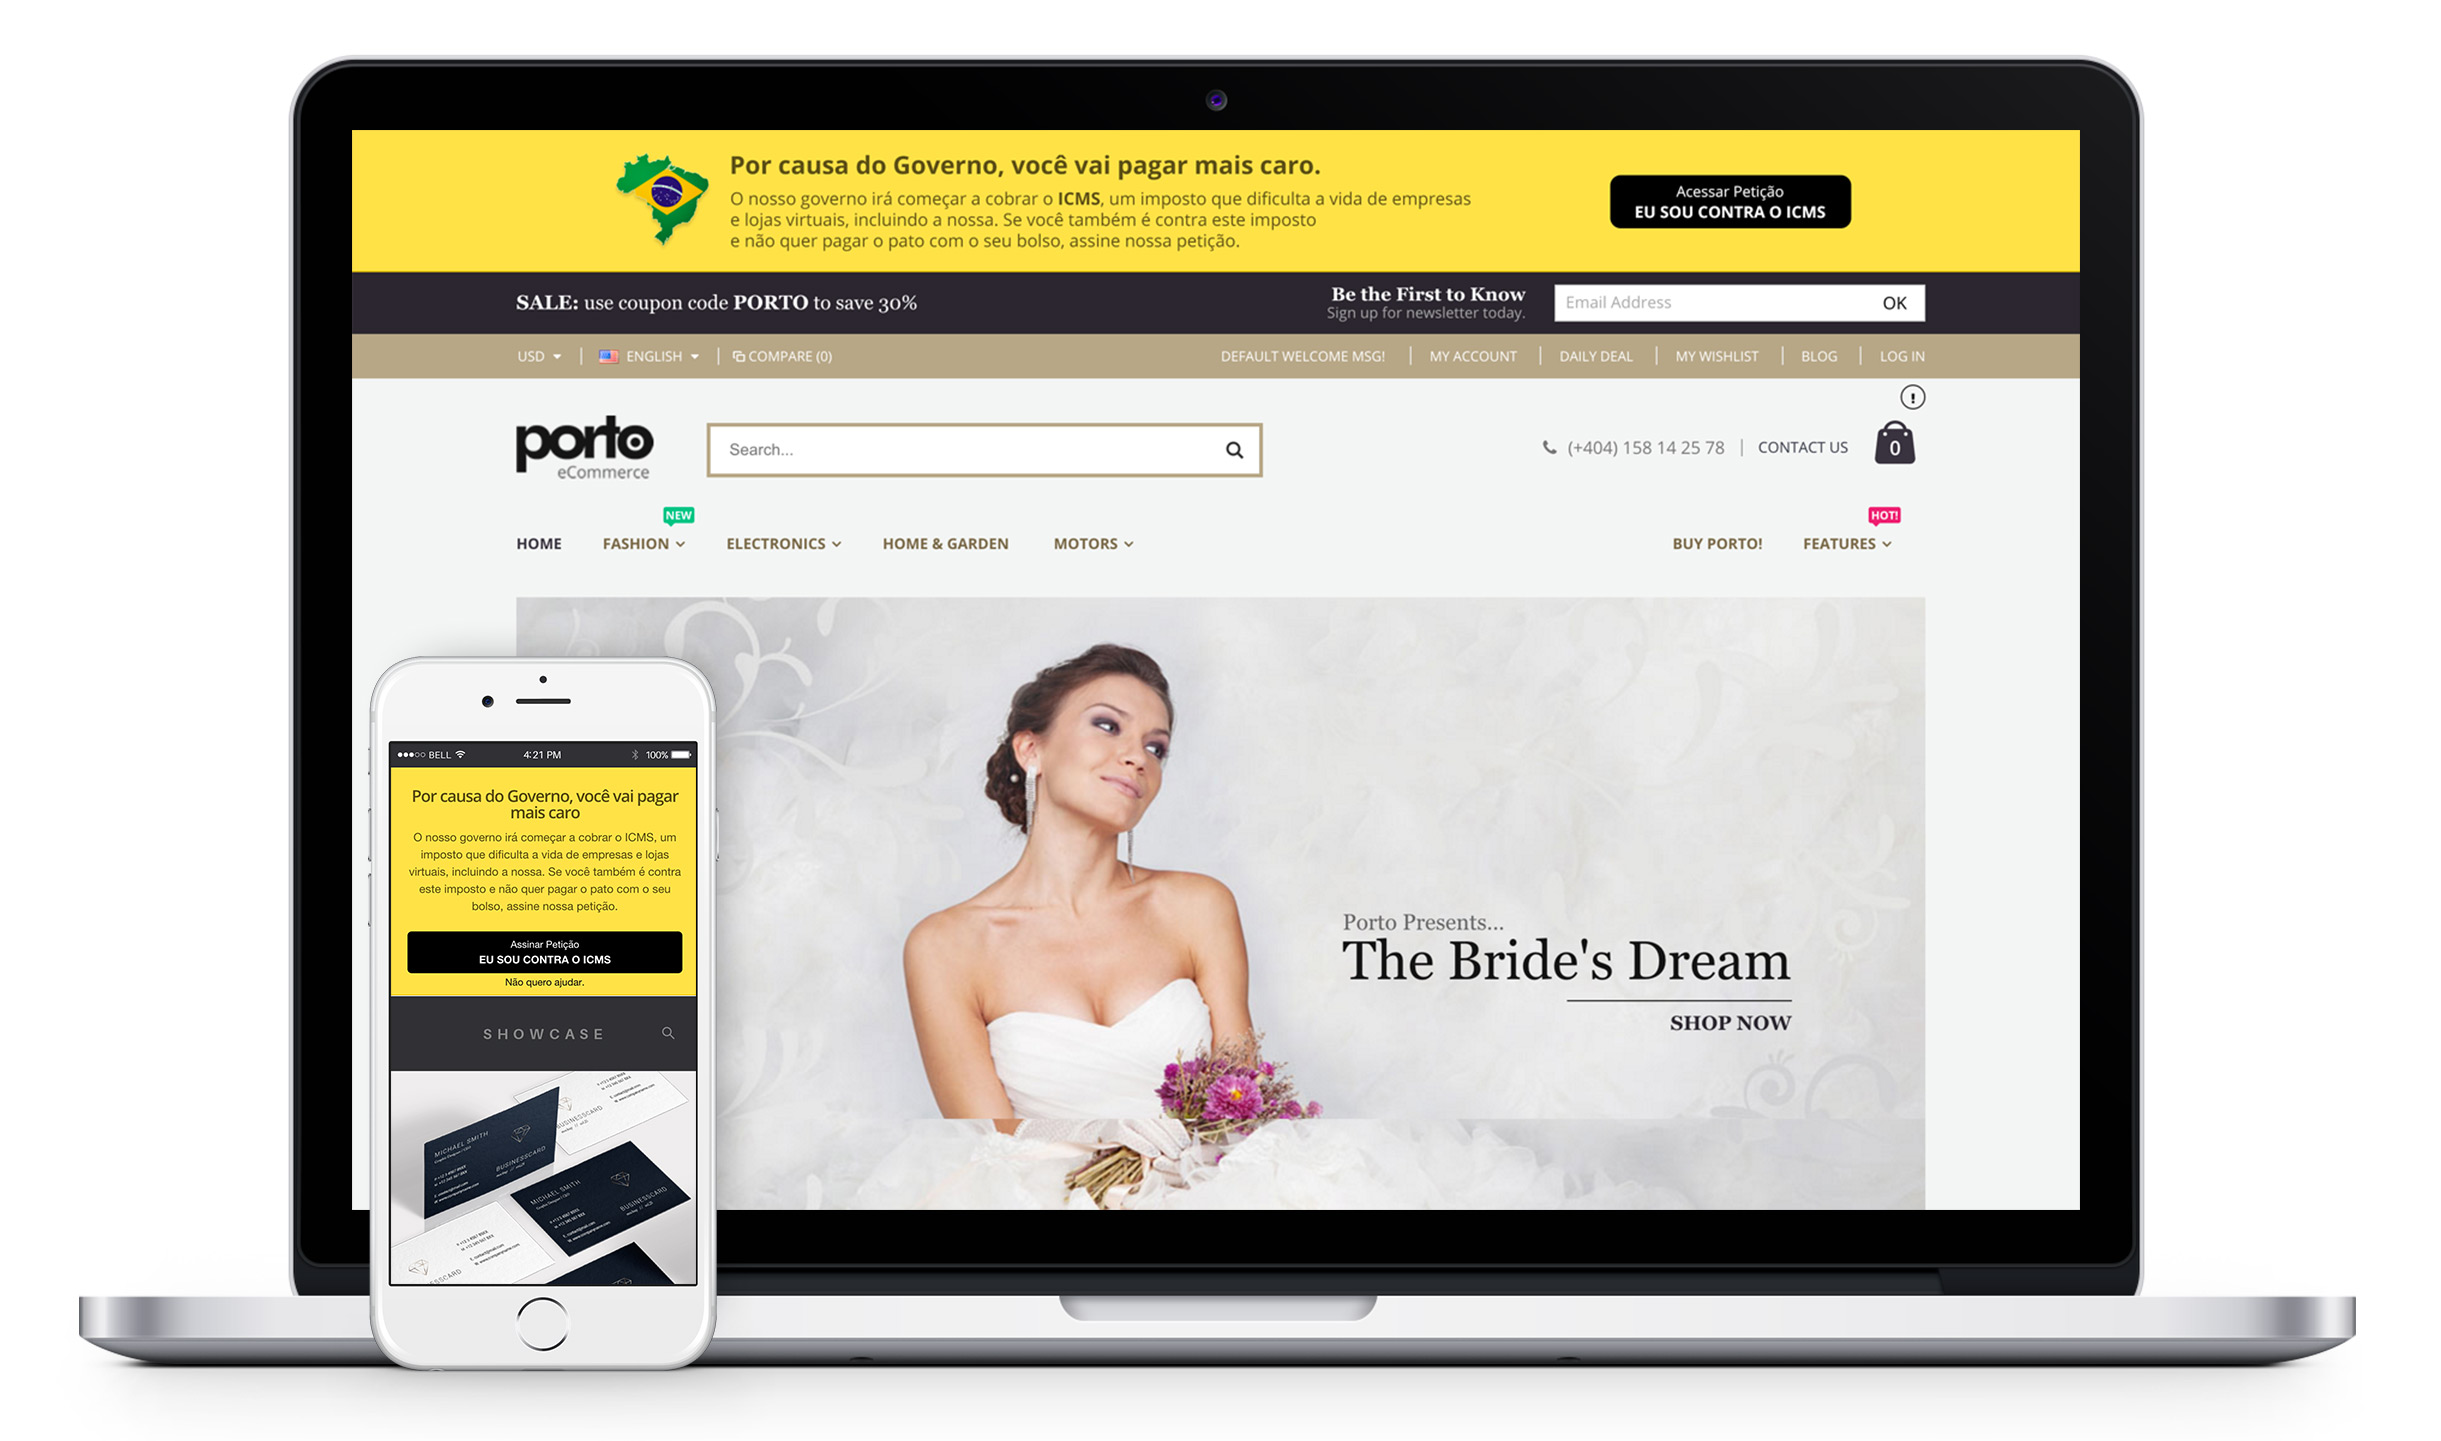 Por causa do Governo, você vai pagar mais caro.
O nosso governo irá começar a cobrar o ICMS, um imposto que dificulta a vida de empresas
e lojas virtuais, incluindo a nossa. Se você também é contra este imposto
e não quer pagar o pato com o seu bolso, assine nossa petição.
Acessar Petição
EU SOU CONTRA O ICMS
SALE: use coupon code PORTO to save 30%
Be the First to Know
Sign up for newsletter today.
Email Address
OK
USD
ENGLISH
COMPARE (0)
DEFAULT WELCOME MSG!
MY ACCOUNT
DAILY DEAL
MY WISHLIST
BLOG
LOG IN
porto
eCommerce
Search...
(+404) 158 14 25 78
CONTACT US
0
NEW
HOT!
HOME
FASHION
ELECTRONICS
HOME & GARDEN
MOTORS
BUY PORTO!
FEATURES
Porto Presents...
The Bride's Dream
SHOP NOW
BELL
4:21 PM
100%
Por causa do Governo, você vai pagar
mais caro
O nosso governo irá começar a cobrar o ICMS, um
imposto que dificulta a vida de empresas e lojas
virtuais, incluindo a nossa. Se você também é contra
este imposto e não quer pagar o pato com o seu
bolso, assine nossa petição.
Assinar Petição
EU SOU CONTRA O ICMS
Não quero ajudar.
SHOWCASE
MICHAEL SMITH
BUSINESSCARD
BUSINESSCARD
MICHAEL SMITH
BUSINESSCARD